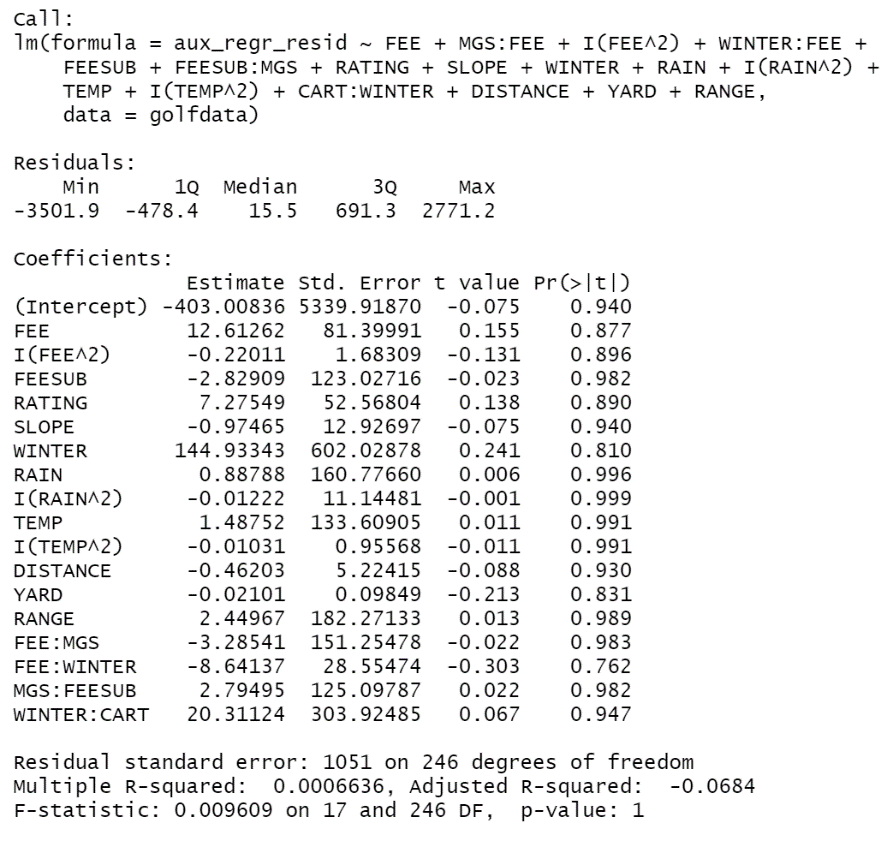 Call:
lm(formula = aux_regr_resid ~ FEE + MGS:FEE + I(FEE^2) + WINTER:FEE +
    FEESUB + FEESUB:MGS + RATING + SLOPE + WINTER + RAIN + I(RAIN^2) +
    TEMP + I(TEMP^2) + CART:WINTER + DISTANCE + YARD + RANGE,
    data = golfdata)

Residuals:
    Min      1Q  Median      3Q     Max
-3501.9  -478.4    15.5   691.3  2771.2

Coefficients:
              Estimate Std. Error t value Pr(>|t|)
(Intercept) -403.00836 5339.91870  -0.075    0.940
FEE           12.61262   81.39991   0.155    0.877
I(FEE^2)      -0.22011    1.68309  -0.131    0.896
FEESUB        -2.82909  123.02716  -0.023    0.982
RATING         7.27549   52.56804   0.138    0.890
SLOPE         -0.97465   12.92697  -0.075    0.940
WINTER       144.93343  602.02878   0.241    0.810
RAIN           0.88788  160.77660   0.006    0.996
I(RAIN^2)     -0.01222   11.14481  -0.001    0.999
TEMP           1.48752  133.60905   0.011    0.991
I(TEMP^2)     -0.01031    0.95568  -0.011    0.991
DISTANCE      -0.46203    5.22415  -0.088    0.930
YARD          -0.02101    0.09849  -0.213    0.831
RANGE          2.44967  182.27133   0.013    0.989
FEE:MGS       -3.28541  151.25478  -0.022    0.983
FEE:WINTER    -8.64137   28.55474  -0.303    0.762
MGS:FEESUB     2.79495  125.09787   0.022    0.982
WINTER:CART   20.31124  303.92485   0.067    0.947

Residual standard error: 1051 on 246 degrees of freedom
Multiple R-squared:  0.0006636, Adjusted R-squared:  -0.0684
F-statistic: 0.009609 on 17 and 246 DF,  p-value: 1